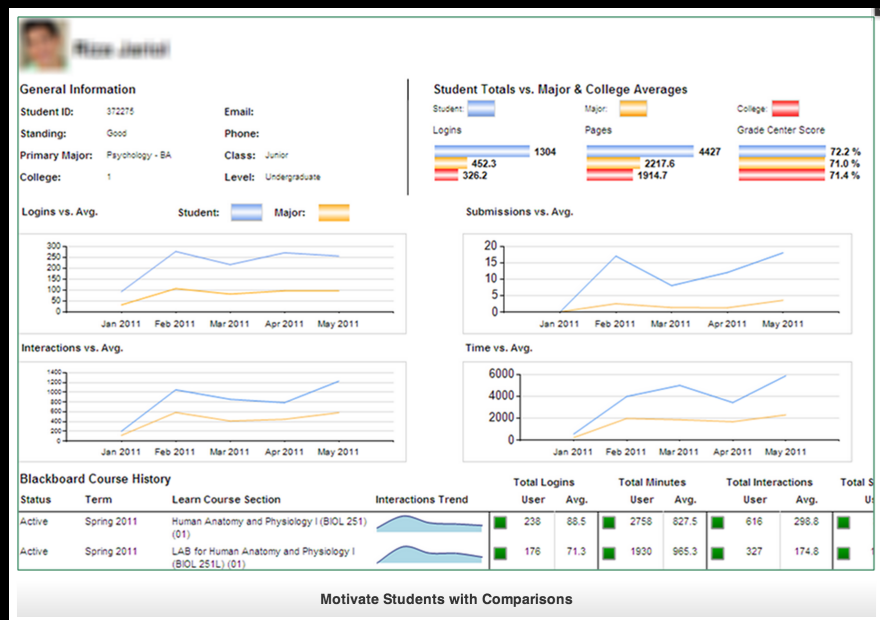 General Information
Student ID: 372275 Email:
Standing: Good Phone:
Primary Major: Psychology - BA Class: Junior
College: 1 Level: Undergraduate
Student Totals vs. Major & College Averages
Student: Major: College:
Logins Pages Grade Center Score
1304 4427 72.2 %
452.3 2217.6 71.0 %
326.2 1914.7 71.4 %
Logins vs. Avg. Student: Major:
300
250
200
150
100
50
0
Jan 2011 Feb 2011 Mar 2011 Apr 2011 May 2011
Submissions vs. Avg.
20
15
10
5
0
Jan 2011 Feb 2011 Mar 2011 Apr 2011 May 2011
Interactions vs. Avg.
1400
1200
1000
800
600
400
200
0
Jan 2011 Feb 2011 Mar 2011 Apr 2011 May 2011
Time vs. Avg.
6000
4000
2000
0
Jan 2011 Feb 2011 Mar 2011 Apr 2011 May 2011
Blackboard Course History
Total Logins Total Minutes Total Interactions Total S
Status Term Learn Course Section Interactions Trend User Avg. User Avg. User Avg. Us
Active Spring 2011 Human Anatomy and Physiology I (BIOL 251) 238 88.5 2758 827.5 616 298.8
(01)
Active Spring 2011 LAB for Human Anatomy and Physiology I 176 71.3 1930 965.3 327 174.8 1
(BIOL 251L) (01)
Motivate Students with Comparisons